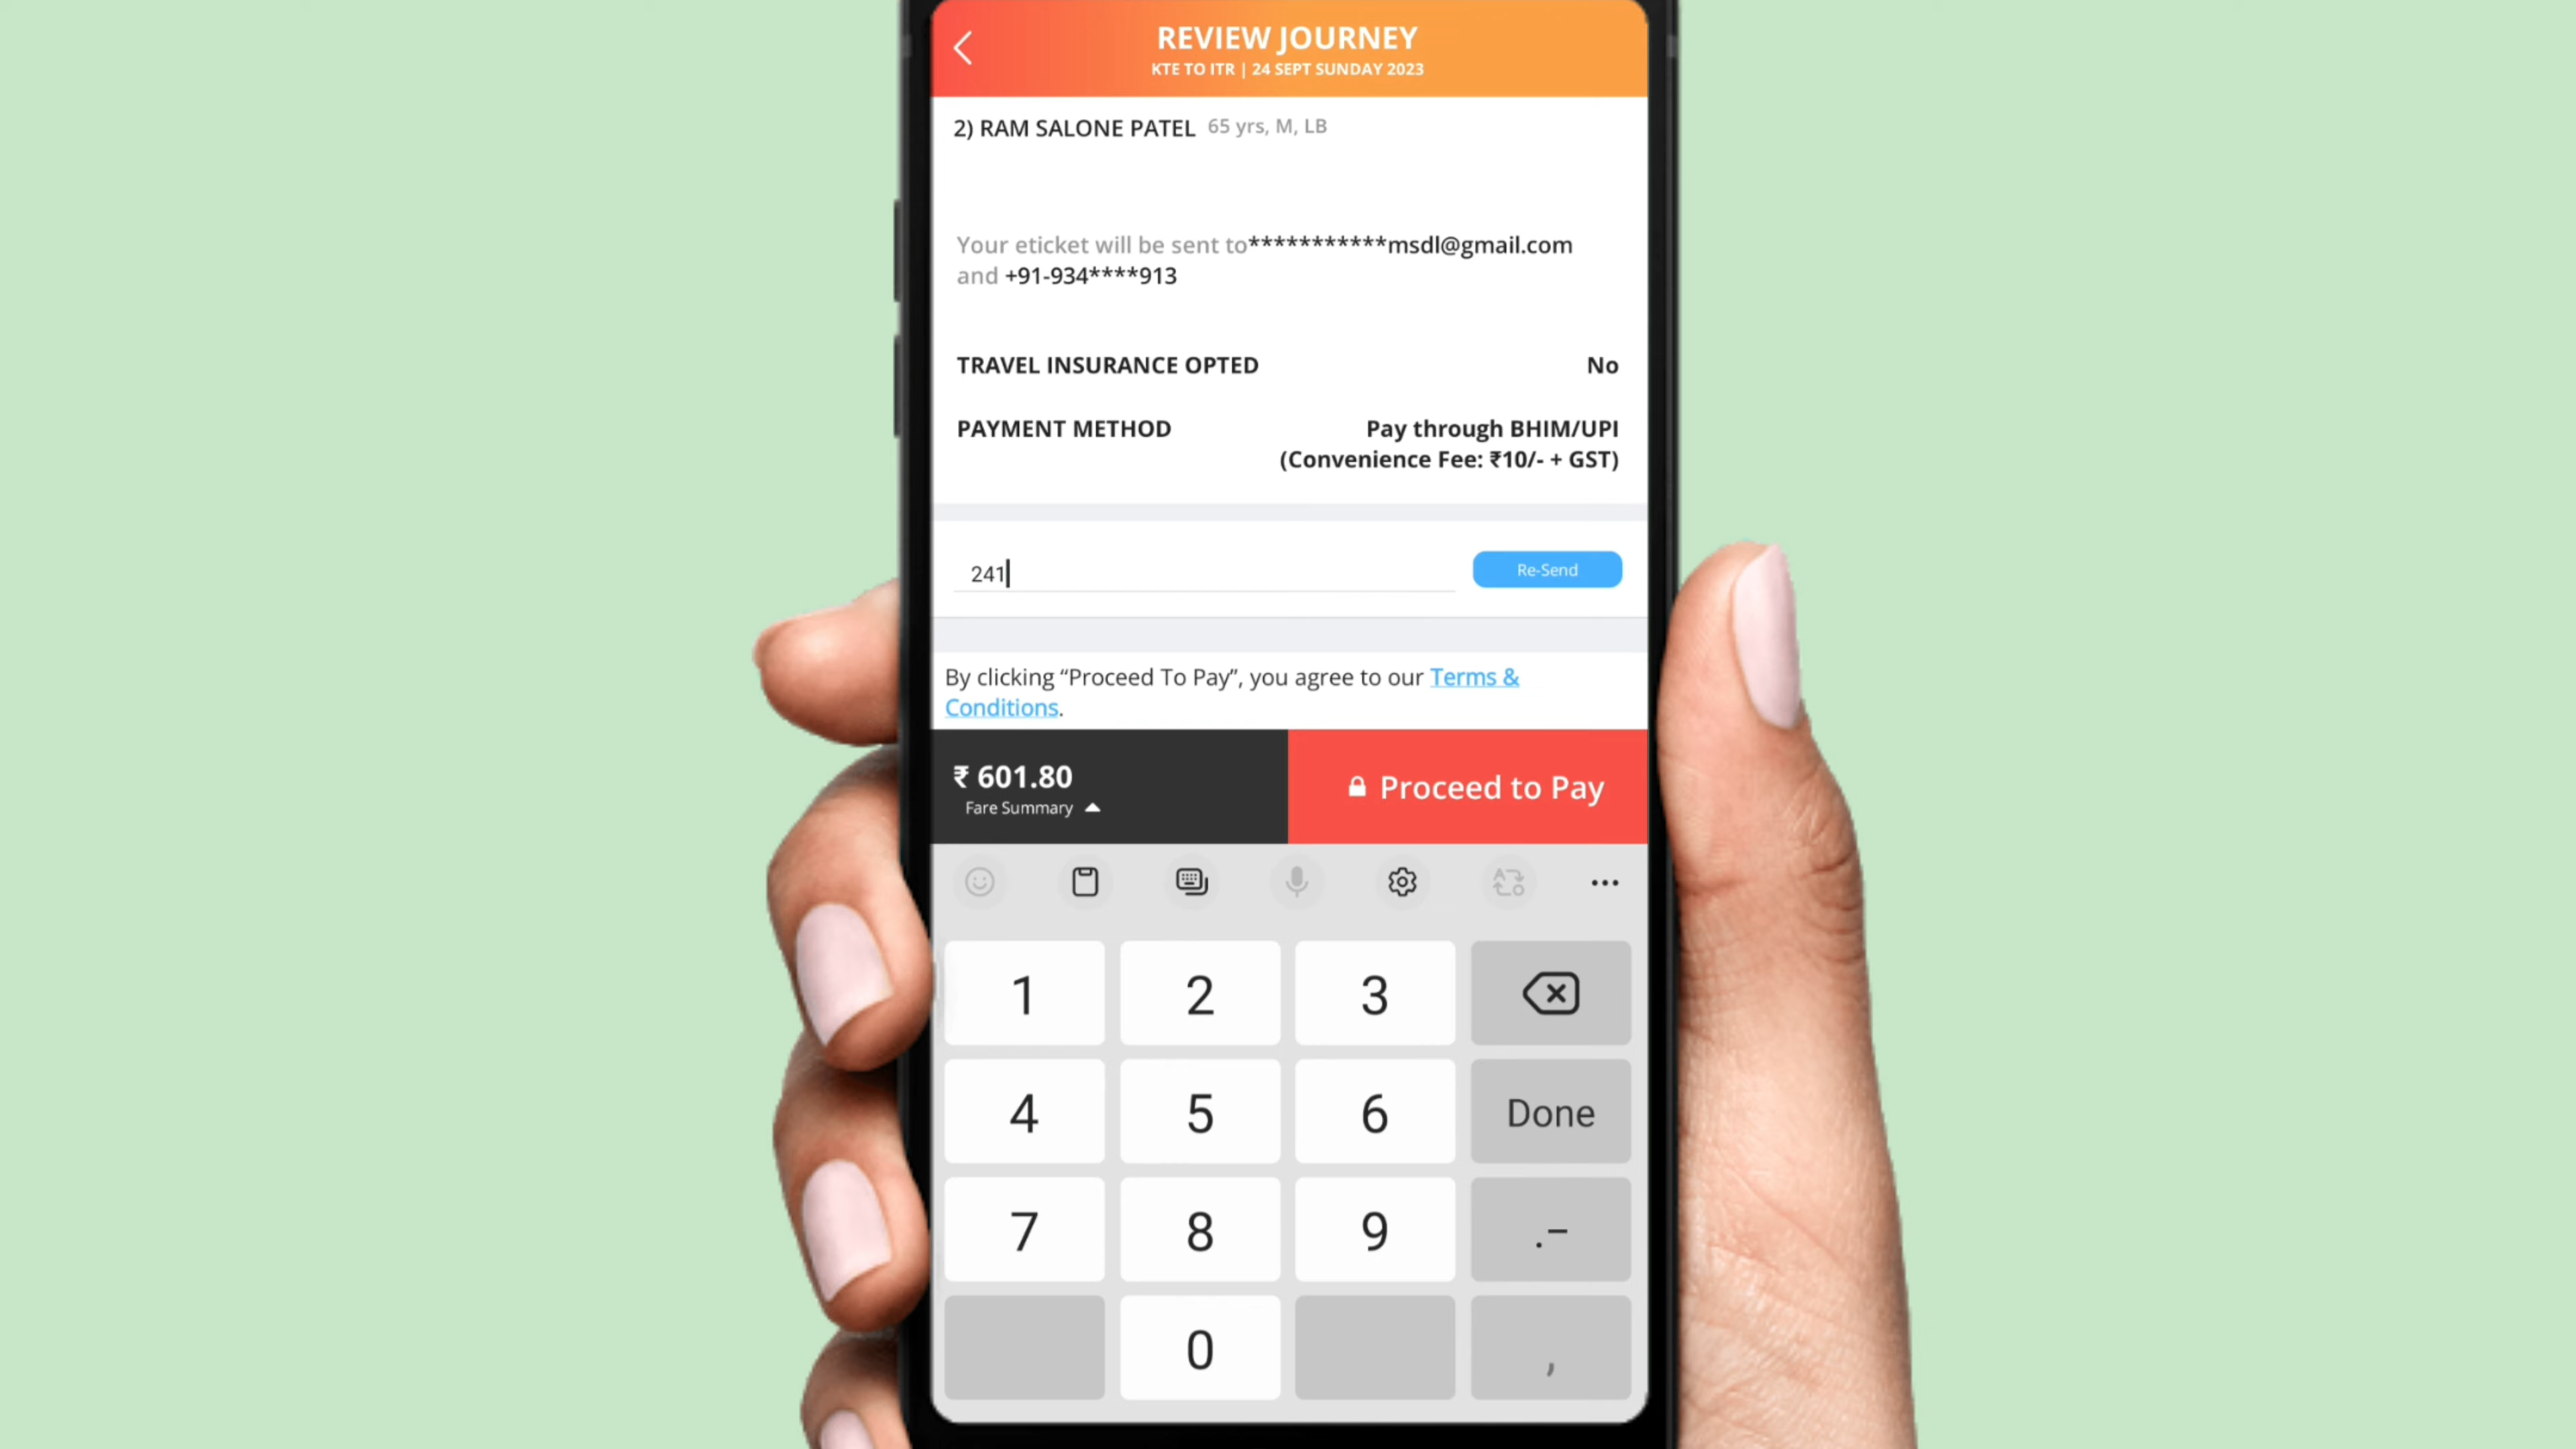 REVIEW JOURNEY
KTE TO ITR | 24 SEPT SUNDAY 2023
2) RAM SALONE PATEL 65 yrs, M, LB
Your eticket will be sent to***********msdl@gmail.com
and +91-934****913
TRAVEL INSURANCE OPTED No
PAYMENT METHOD Pay through BHIM/UPI
(Convenience Fee: ₹10/- + GST)
241 Re-Send
By clicking “Proceed To Pay”, you agree to our Terms &
Conditions.
₹ 601.80 Proceed to Pay
Fare Summary
1 2 3
4 5 6 Done
7 8 9 .–
0 ,